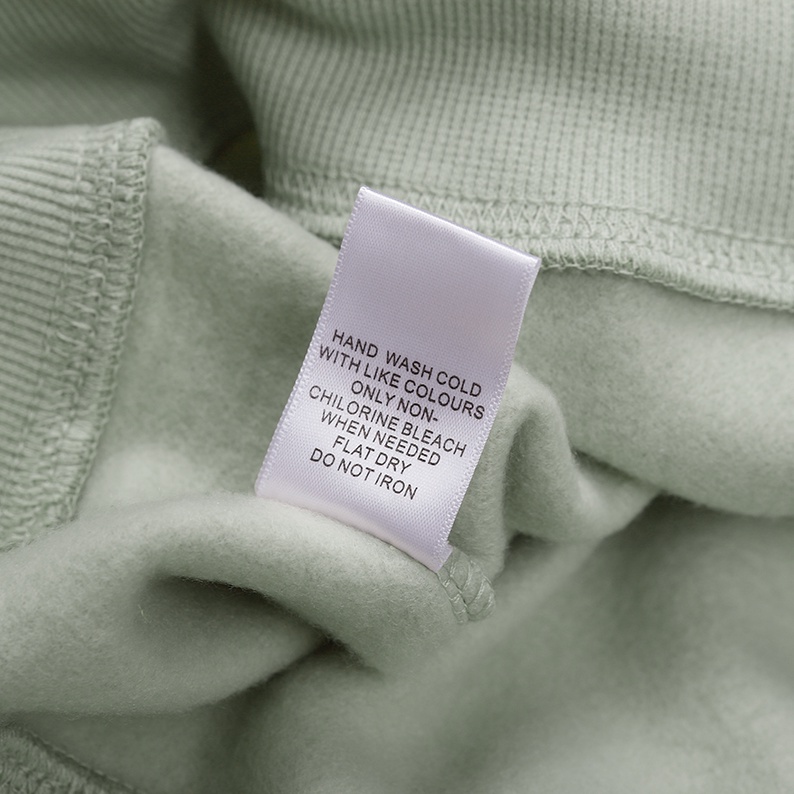 HAND WASH COLD
WITH LIKE COLOURS
ONLY NON-
CHILORINE BLEACH
WHEN NEEDED
FLAT DRY
DO NOT IRON